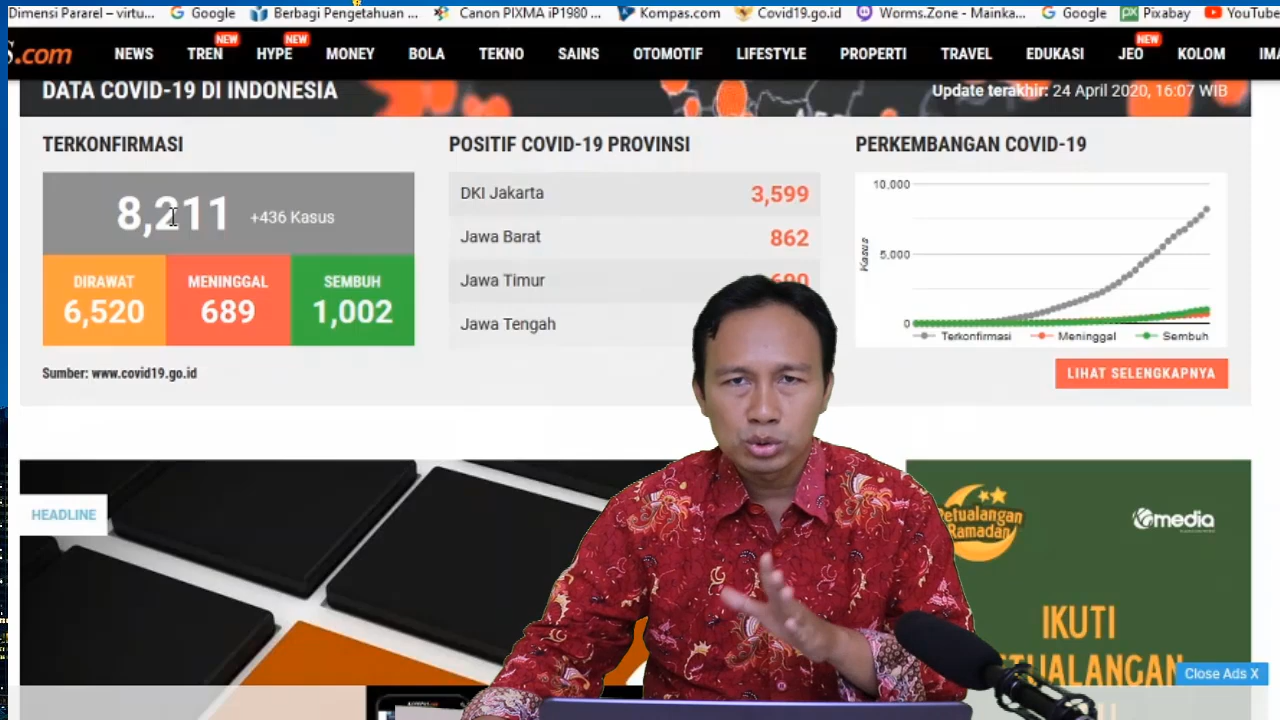 Dimensi Pararel – virtu...
Google
Berbagi Pengetahuan ...
Canon PIXMA iP1980 ...
Kompas.com
Covid19.go.id
Worms.Zone - Mainka...
Google
Pixabay
YouTube
S.com
NEWS
TREN
NEW
HYPE
NEW
MONEY
BOLA
TEKNO
SAINS
OTOMOTIF
LIFESTYLE
PROPERTI
TRAVEL
EDUKASI
JEO
NEW
KOLOM
IMA
DATA COVID-19 DI INDONESIA
Update terakhir: 24 April 2020, 16:07 WIB
TERKONFIRMASI
8,211 +436 Kasus
DIRAWAT
6,520
MENINGGAL
689
SEMBUH
1,002
Sumber: www.covid19.go.id
POSITIF COVID-19 PROVINSI
DKI Jakarta 3,599
Jawa Barat 862
Jawa Timur 690
Jawa Tengah
PERKEMBANGAN COVID-19
10,000
5,000
0
Kasus
Terkonfirmasi
Meninggal
Sembuh
LIHAT SELENGKAPNYA
HEADLINE
Petualangan
Ramadan
media
IKUTI
PETUALANGAN
Close Ads X